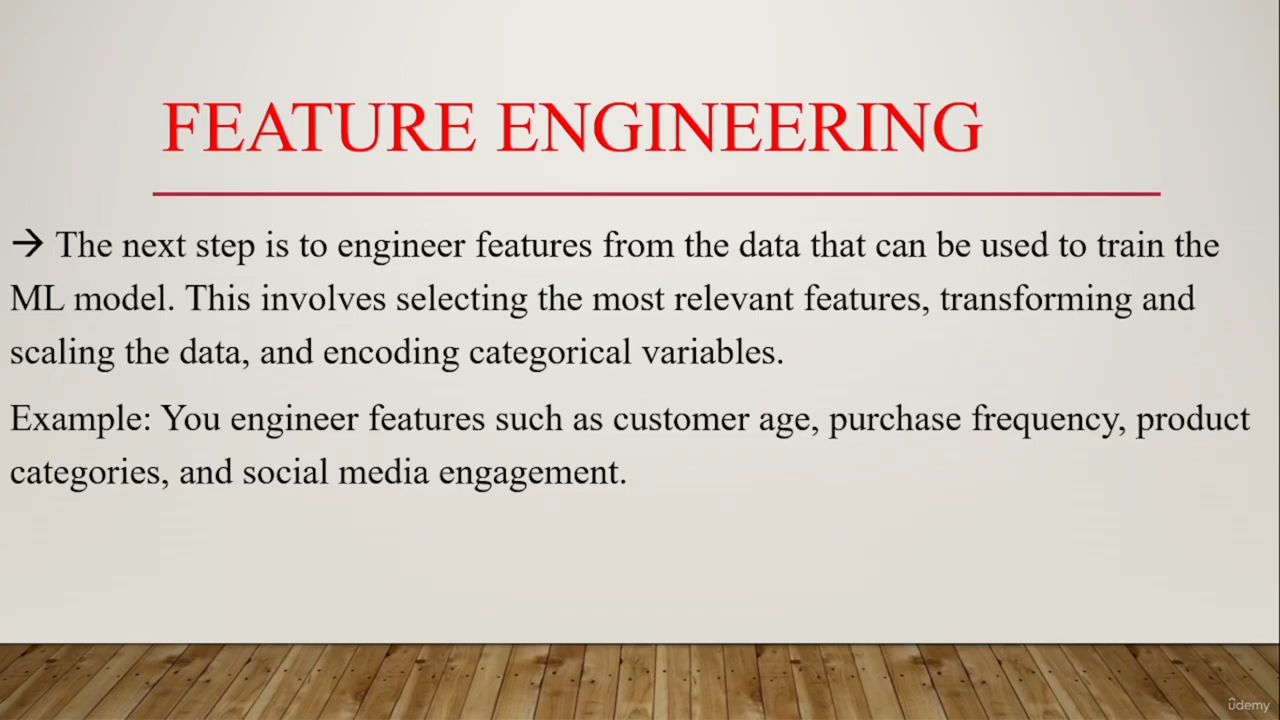 FEATURE ENGINEERING
→ The next step is to engineer features from the data that can be used to train the
ML model. This involves selecting the most relevant features, transforming and
scaling the data, and encoding categorical variables.
Example: You engineer features such as customer age, purchase frequency, product
categories, and social media engagement.
ûdemy